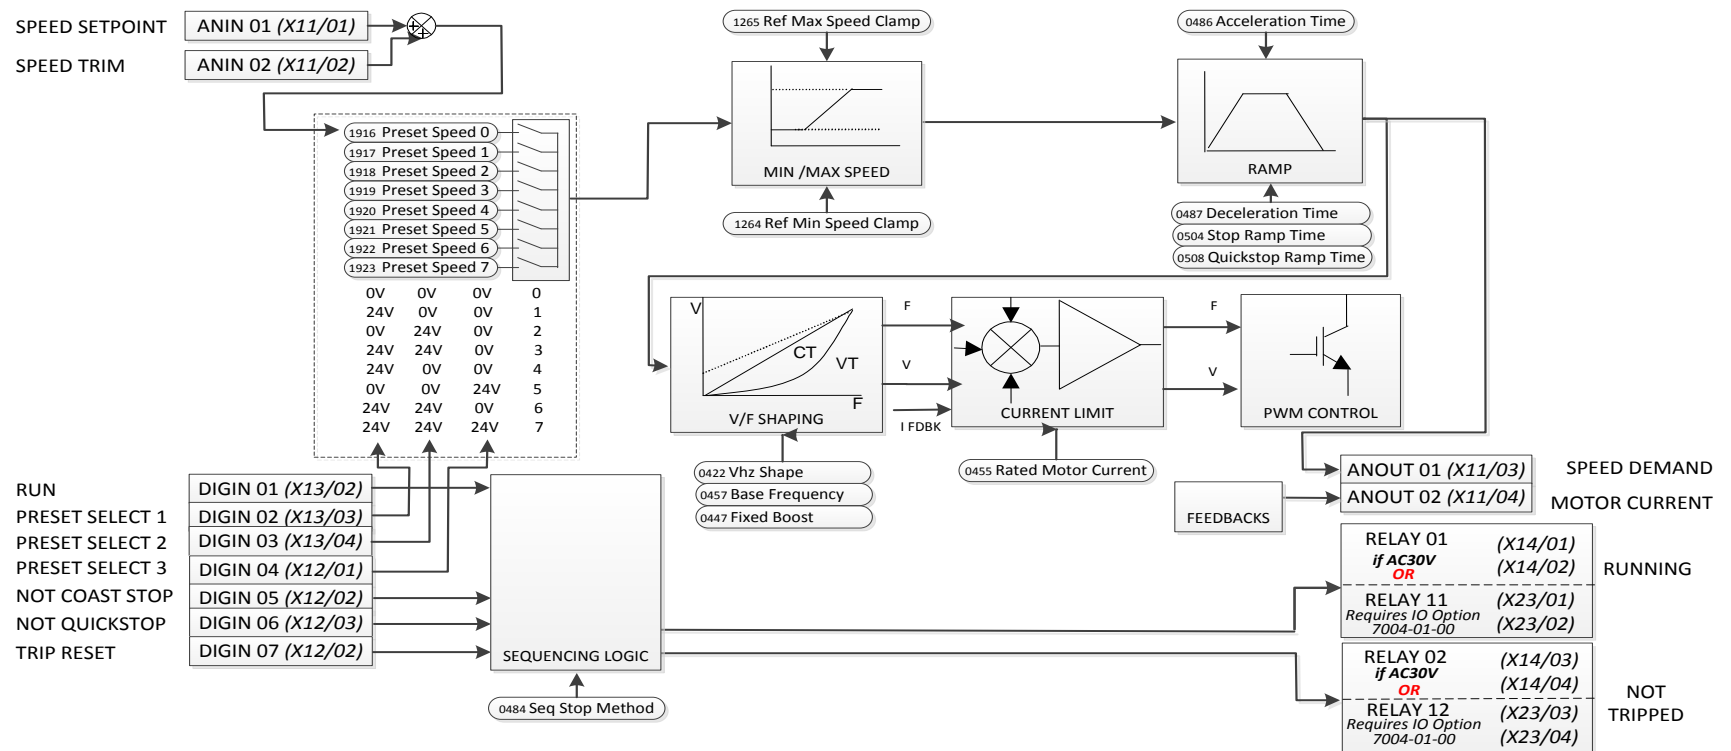 SPEED SETPOINT
ANIN 01 (X11/01)
SPEED TRIM
ANIN 02 (X11/02)
+
+
1265 Ref Max Speed Clamp
MIN /MAX SPEED
1264 Ref Min Speed Clamp
0486 Acceleration Time
RAMP
0487 Deceleration Time
0504 Stop Ramp Time
0508 Quickstop Ramp Time
1916 Preset Speed 0
1917 Preset Speed 1
1918 Preset Speed 2
1919 Preset Speed 3
1920 Preset Speed 4
1921 Preset Speed 5
1922 Preset Speed 6
1923 Preset Speed 7
0V 0V 0V 0
24V 0V 0V 1
0V 24V 0V 2
24V 24V 0V 3
24V 0V 0V 4
0V 0V 24V 5
24V 24V 0V 6
24V 24V 24V 7
V
CT
VT
F
V/F SHAPING
0422 Vhz Shape
0457 Base Frequency
0447 Fixed Boost
F
V
I FDBK
CURRENT LIMIT
0455 Rated Motor Current
F
V
PWM CONTROL
RUN
DIGIN 01 (X13/02)
PRESET SELECT 1
DIGIN 02 (X13/03)
PRESET SELECT 2
DIGIN 03 (X13/04)
PRESET SELECT 3
DIGIN 04 (X12/01)
NOT COAST STOP
DIGIN 05 (X12/02)
NOT QUICKSTOP
DIGIN 06 (X12/03)
TRIP RESET
DIGIN 07 (X12/02)
SEQUENCING LOGIC
0484 Seq Stop Method
ANOUT 01 (X11/03)
SPEED DEMAND
FEEDBACKS
ANOUT 02 (X11/04)
MOTOR CURRENT
RELAY 01
if AC30V
OR
(X14/01)
(X14/02)
RELAY 11
Requires IO Option
7004-01-00
(X23/01)
(X23/02)
RUNNING
RELAY 02
if AC30V
OR
(X14/03)
(X14/04)
RELAY 12
Requires IO Option
7004-01-00
(X23/03)
(X23/04)
NOT
TRIPPED